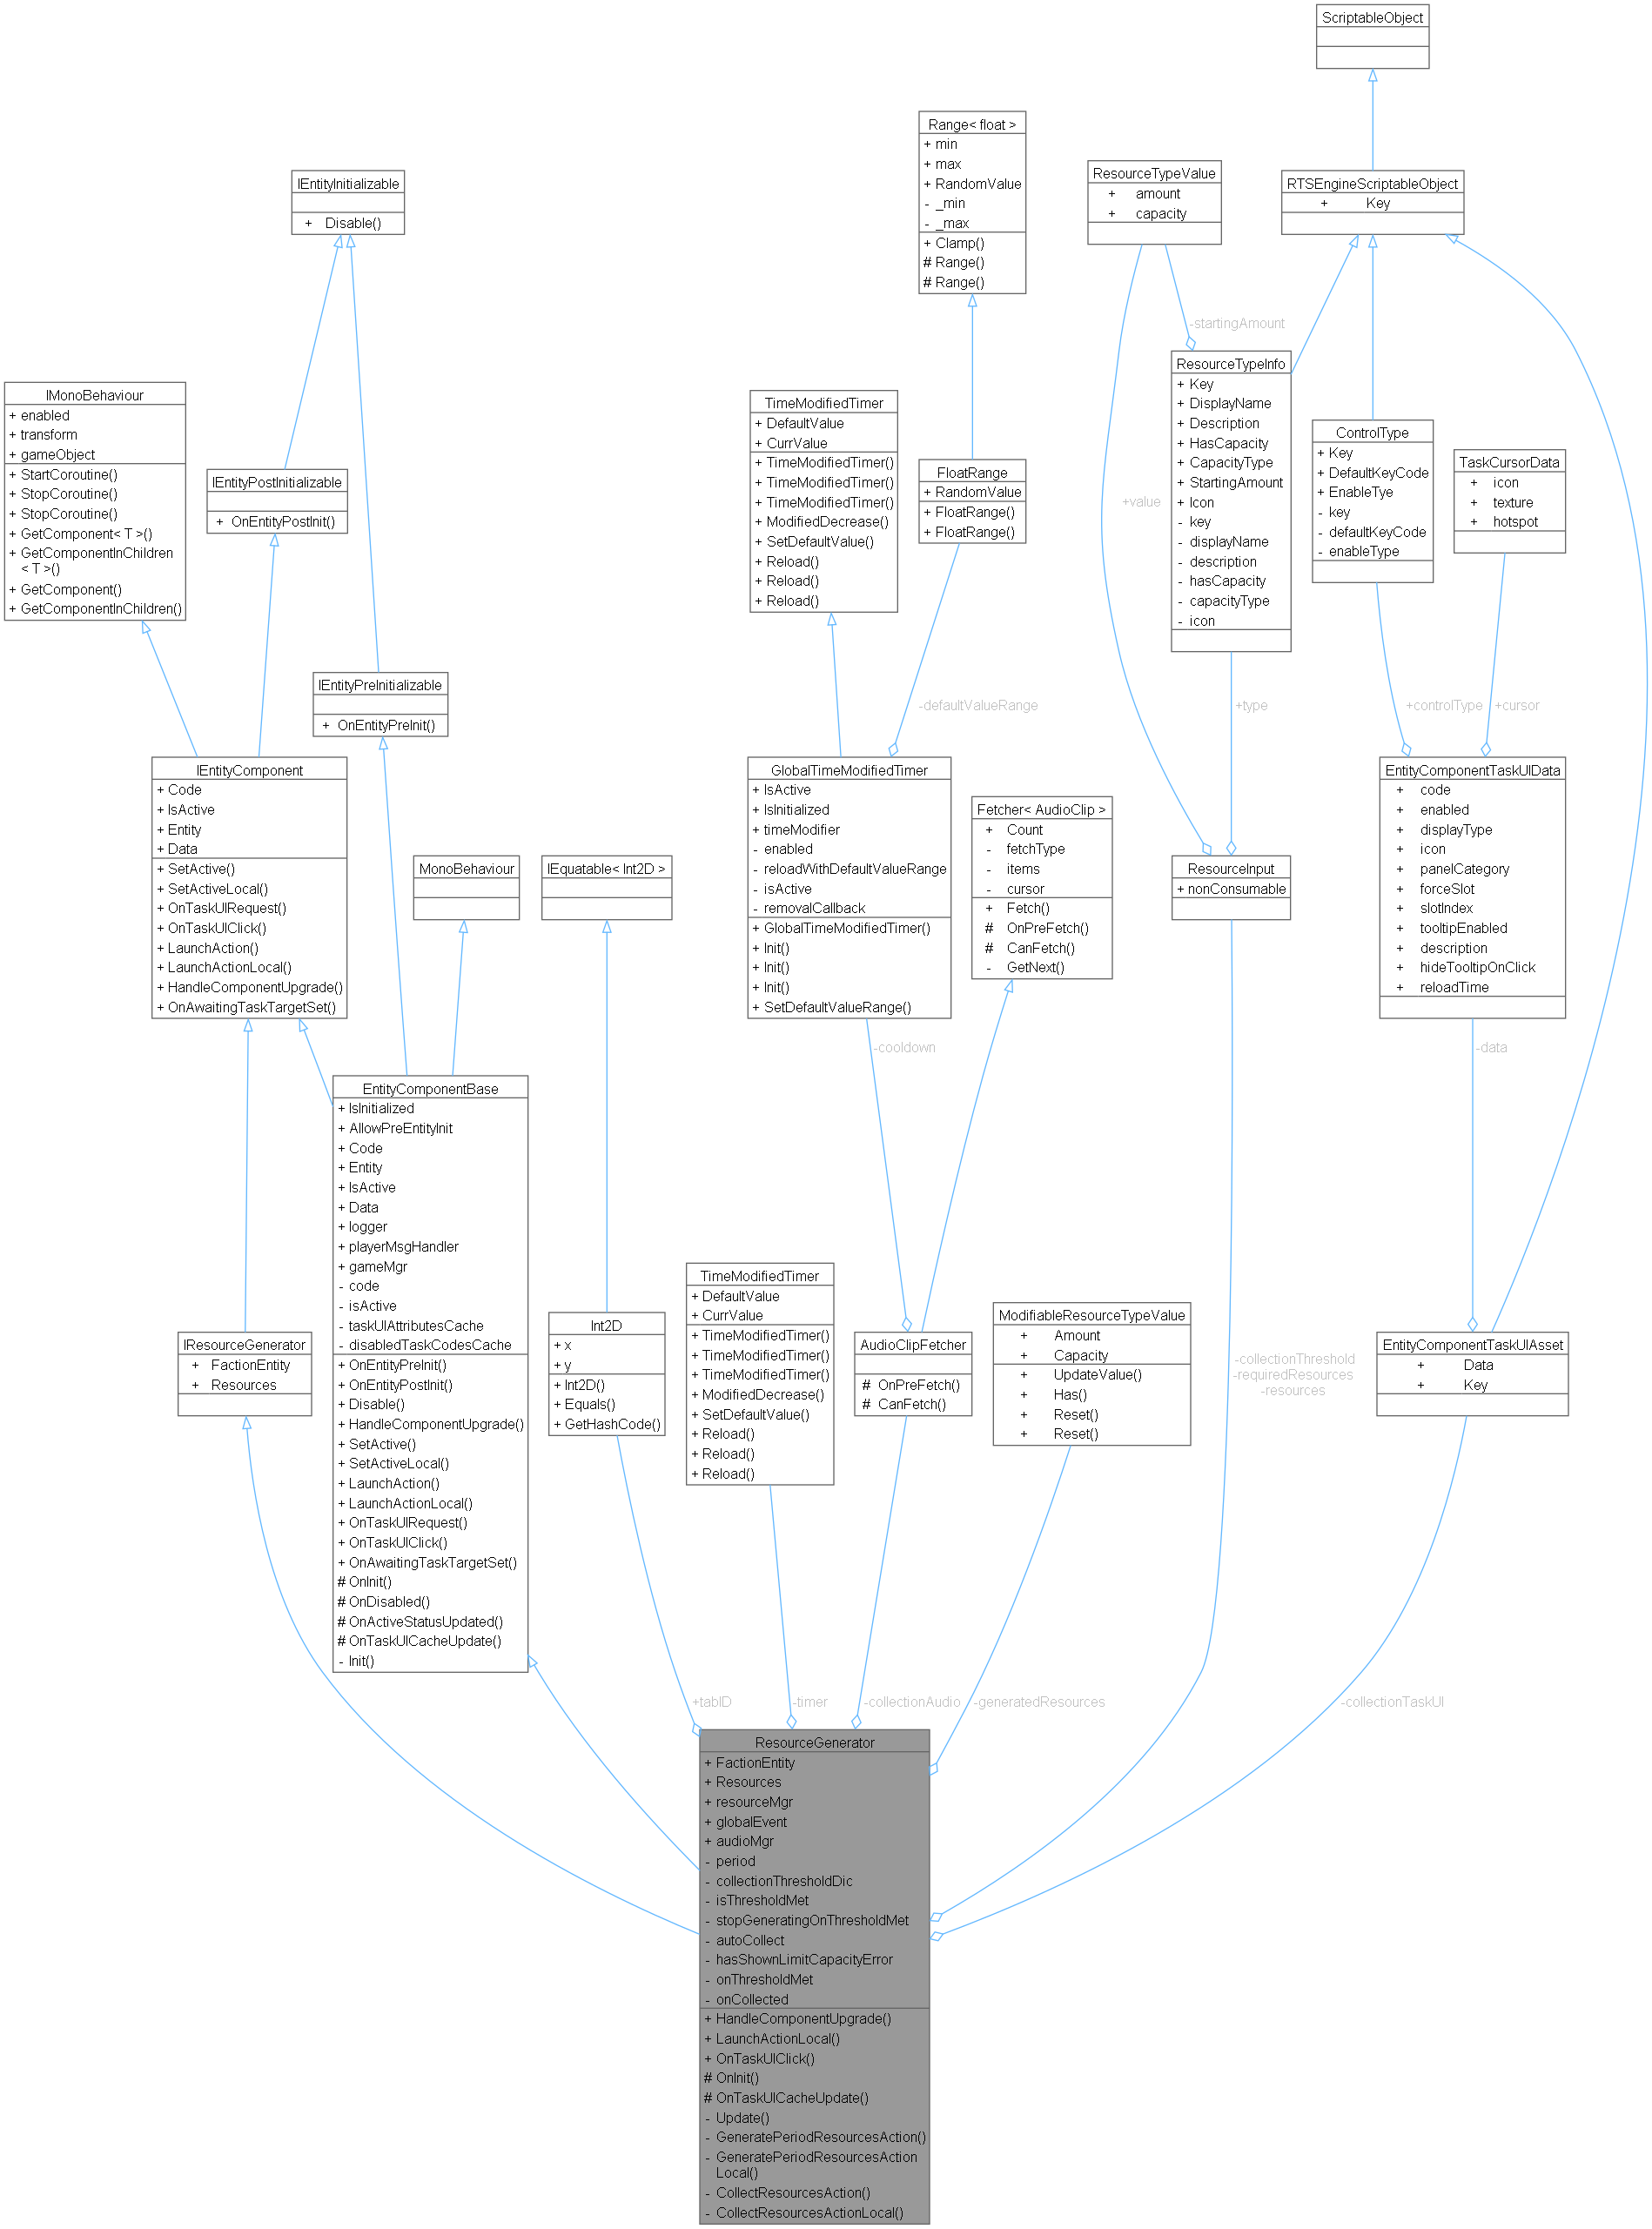 ScriptableObject
Range< float >
+ min
+ max
+ RandomValue
- _min
- _max
+ Clamp()
# Range()
# Range()
ResourceTypeValue
+ amount
+ capacity
RTSEngineScriptableObject
+ Key
IEntityInitializable
+ Disable()
-startingAmount
IMonoBehaviour
+ enabled
+ transform
+ gameObject
+ StartCoroutine()
+ StopCoroutine()
+ StopCoroutine()
+ GetComponent< T >()
+ GetComponentInChildren
< T >()
+ GetComponent()
+ GetComponentInChildren()
IEntityPostInitializable
+ OnEntityPostInit()
TimeModifiedTimer
+ DefaultValue
+ CurrValue
+ TimeModifiedTimer()
+ TimeModifiedTimer()
+ TimeModifiedTimer()
+ ModifiedDecrease()
+ SetDefaultValue()
+ Reload()
+ Reload()
+ Reload()
FloatRange
+ RandomValue
+ FloatRange()
+ FloatRange()
+value
ResourceTypeInfo
+ Key
+ DisplayName
+ Description
+ HasCapacity
+ CapacityType
+ StartingAmount
+ Icon
- key
- displayName
- description
- hasCapacity
- capacityType
- icon
ControlType
+ Key
+ DefaultKeyCode
+ EnableTye
- key
- defaultKeyCode
- enableType
TaskCursorData
+ icon
+ texture
+ hotspot
IEntityPreInitializable
+ OnEntityPreInit()
-defaultValueRange
+type
+controlType
+cursor
IEntityComponent
+ Code
+ IsActive
+ Entity
+ Data
+ SetActive()
+ SetActiveLocal()
+ OnTaskUIRequest()
+ OnTaskUIClick()
+ LaunchAction()
+ LaunchActionLocal()
+ HandleComponentUpgrade()
+ OnAwaitingTaskTargetSet()
MonoBehaviour
IEquatable< Int2D >
GlobalTimeModifiedTimer
+ IsActive
+ IsInitialized
+ timeModifier
- enabled
- reloadWithDefaultValueRange
- isActive
- removalCallback
+ GlobalTimeModifiedTimer()
+ Init()
+ Init()
+ Init()
+ SetDefaultValueRange()
Fetcher< AudioClip >
+ Count
- fetchType
- items
- cursor
+ Fetch()
# OnPreFetch()
# CanFetch()
- GetNext()
ResourceInput
+ nonConsumable
EntityComponentTaskUIData
+ code
+ enabled
+ displayType
+ icon
+ panelCategory
+ forceSlot
+ slotIndex
+ tooltipEnabled
+ description
+ hideTooltipOnClick
+ reloadTime
-cooldown
-data
EntityComponentBase
+ IsInitialized
+ AllowPreEntityInit
+ Code
+ Entity
+ IsActive
+ Data
+ logger
+ playerMsgHandler
+ gameMgr
- code
- isActive
- taskUIAttributesCache
- disabledTaskCodesCache
+ OnEntityPreInit()
+ OnEntityPostInit()
+ Disable()
+ HandleComponentUpgrade()
+ SetActive()
+ SetActiveLocal()
+ LaunchAction()
+ LaunchActionLocal()
+ OnTaskUIRequest()
+ OnTaskUIClick()
+ OnAwaitingTaskTargetSet()
# OnInit()
# OnDisabled()
# OnActiveStatusUpdated()
# OnTaskUICacheUpdate()
- Init()
IResourceGenerator
+ FactionEntity
+ Resources
Int2D
+ x
+ y
+ Int2D()
+ Equals()
+ GetHashCode()
TimeModifiedTimer
+ DefaultValue
+ CurrValue
+ TimeModifiedTimer()
+ TimeModifiedTimer()
+ TimeModifiedTimer()
+ ModifiedDecrease()
+ SetDefaultValue()
+ Reload()
+ Reload()
+ Reload()
AudioClipFetcher
# OnPreFetch()
# CanFetch()
ModifiableResourceTypeValue
+ Amount
+ Capacity
+ UpdateValue()
+ Has()
+ Reset()
+ Reset()
-collectionThreshold
-requiredResources
-resources
EntityComponentTaskUIAsset
+ Data
+ Key
+tabID
-timer
-collectionAudio
-generatedResources
-collectionTaskUI
ResourceGenerator
+ FactionEntity
+ Resources
+ resourceMgr
+ globalEvent
+ audioMgr
- period
- collectionThresholdDic
- isThresholdMet
- stopGeneratingOnThresholdMet
- autoCollect
- hasShownLimitCapacityError
- onThresholdMet
- onCollected
+ HandleComponentUpgrade()
+ LaunchActionLocal()
+ OnTaskUIClick()
# OnInit()
# OnTaskUICacheUpdate()
- Update()
- GeneratePeriodResourcesAction()
- GeneratePeriodResourcesAction
Local()
- CollectResourcesAction()
- CollectResourcesActionLocal()